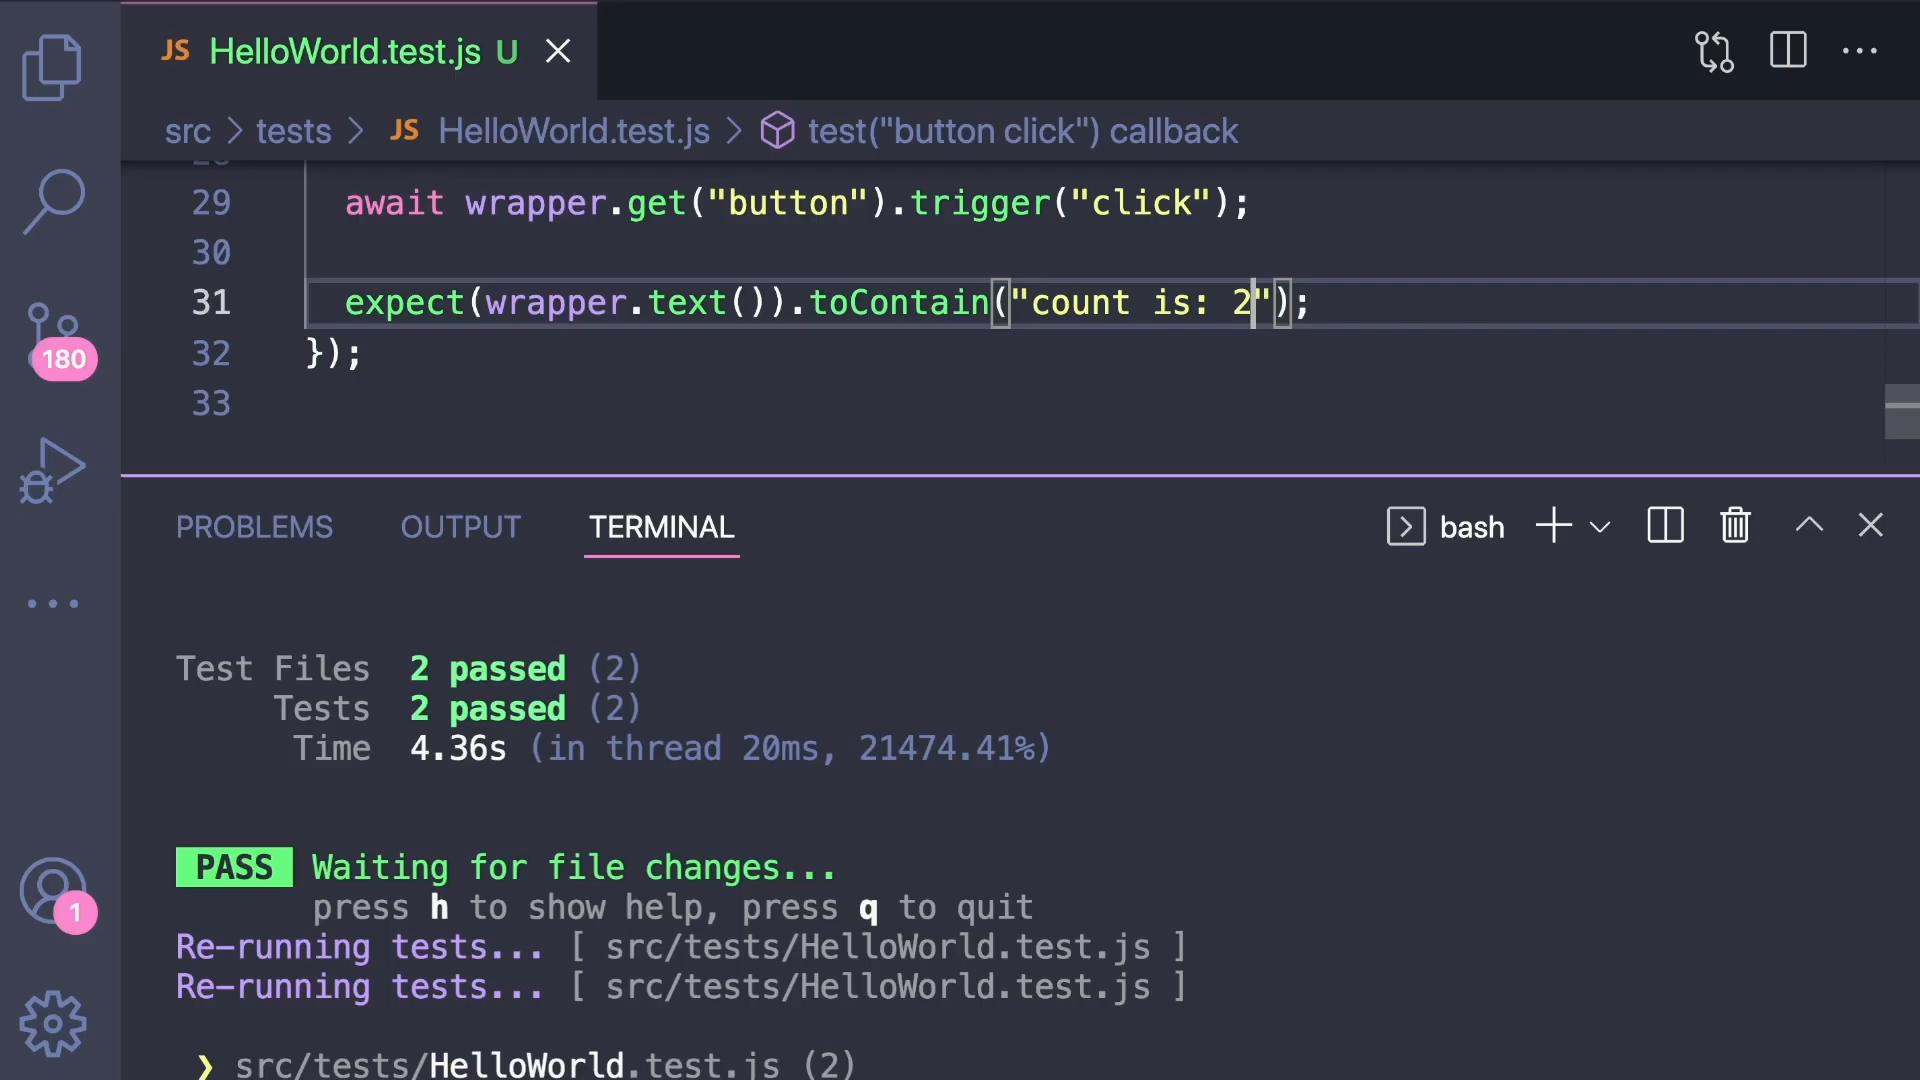 JS HelloWorld.test.js U
src > tests > JS HelloWorld.test.js > test("button click") callback
29 await wrapper.get("button").trigger("click");
30
31 expect(wrapper.text()).toContain("count is: 2");
32 });
33
180
PROBLEMS OUTPUT TERMINAL bash
Test Files 2 passed (2)
Tests 2 passed (2)
Time 4.36s (in thread 20ms, 21474.41%)
PASS Waiting for file changes...
press h to show help, press q to quit
1
Re-running tests... [ src/tests/HelloWorld.test.js ]
Re-running tests... [ src/tests/HelloWorld.test.js ]
❯ src/tests/HelloWorld.test.js (2)